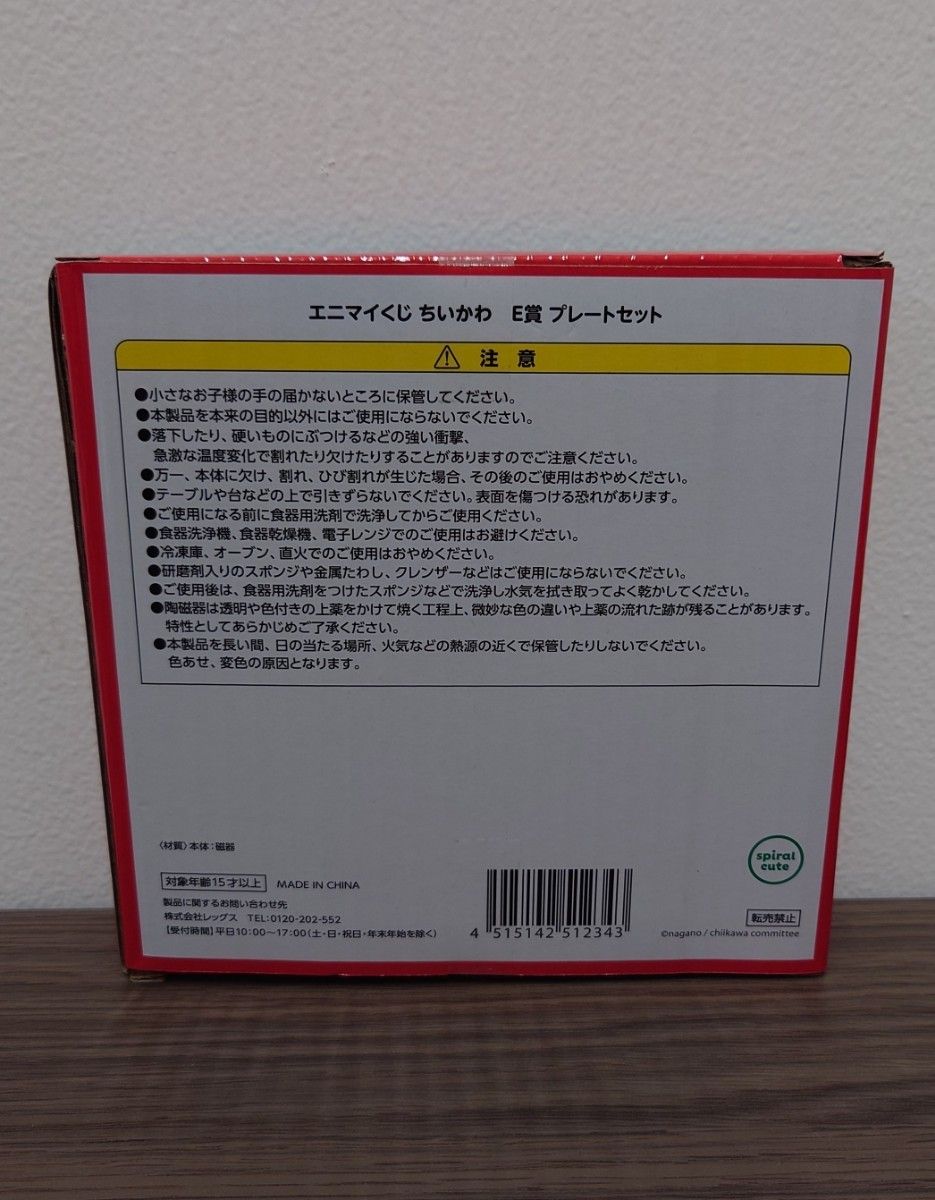 エニマイくじ ちいかわ　E賞 プレートセット
注 意
●小さなお子様の手の届かないところに保管してください。
●本製品を本来の目的以外にはご使用にならないでください。
●落下したり、硬いものにぶつけるなどの強い衝撃、
急激な温度変化で割れたり欠けたりすることがありますのでご注意ください。
●万一、本体に欠け、割れ、ひび割れが生じた場合、その後のご使用はおやめください。
●テーブルや台などの上で引きずらないでください。表面を傷つける恐れがあります。
●ご使用になる前に食器用洗剤で洗浄してからご使用ください。
●食器洗浄機、食器乾燥機、電子レンジでのご使用はお避けください。
●冷凍庫、オーブン、直火でのご使用はおやめください。
●研磨剤入りのスポンジや金属たわし、クレンザーなどはご使用にならないでください。
●ご使用後は、食器用洗剤をつけたスポンジなどで洗浄し水気を拭き取ってよく乾かしてください。
●陶磁器は透明や色付きの上薬をかけて焼く工程上、微妙な色の違いや上薬の流れた跡が残ることがあります。
特性としてあらかじめご了承ください。
●本製品を長い間、日の当たる場所、火気などの熱源の近くで保管したりしないでください。
色あせ、変色の原因となります。
〈材質〉本体：磁器
対象年齢15才以上 MADE IN CHINA
製品に関するお問い合わせ先
株式会社レッグス TEL:0120-202-552
【受付時間】平日10:00〜17:00(土・日・祝日・年末年始を除く)
4 515142 512343
spiral
cute
転売禁止
©nagano / chiikawa committee